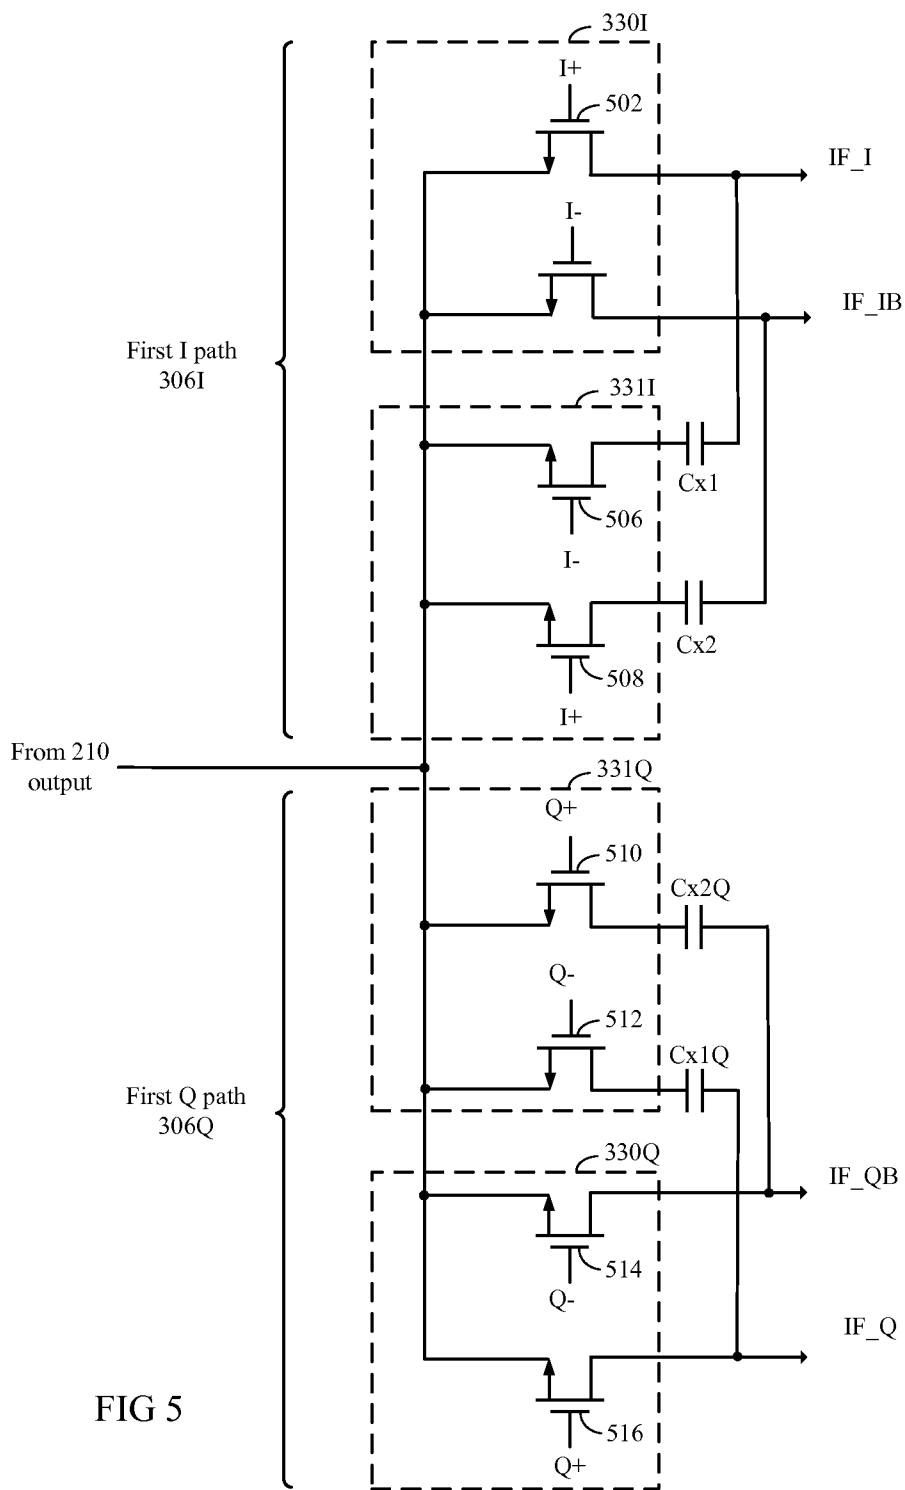 330I
I+
502
IF_I
I-
IF_IB
First I path
306I
331I
Cx1
506
I-
Cx2
508
I+
From 210
output
331Q
Q+
510
Cx2Q
Q-
512
Cx1Q
First Q path
306Q
330Q
IF_QB
514
Q-
IF_Q
FIG 5
516
Q+